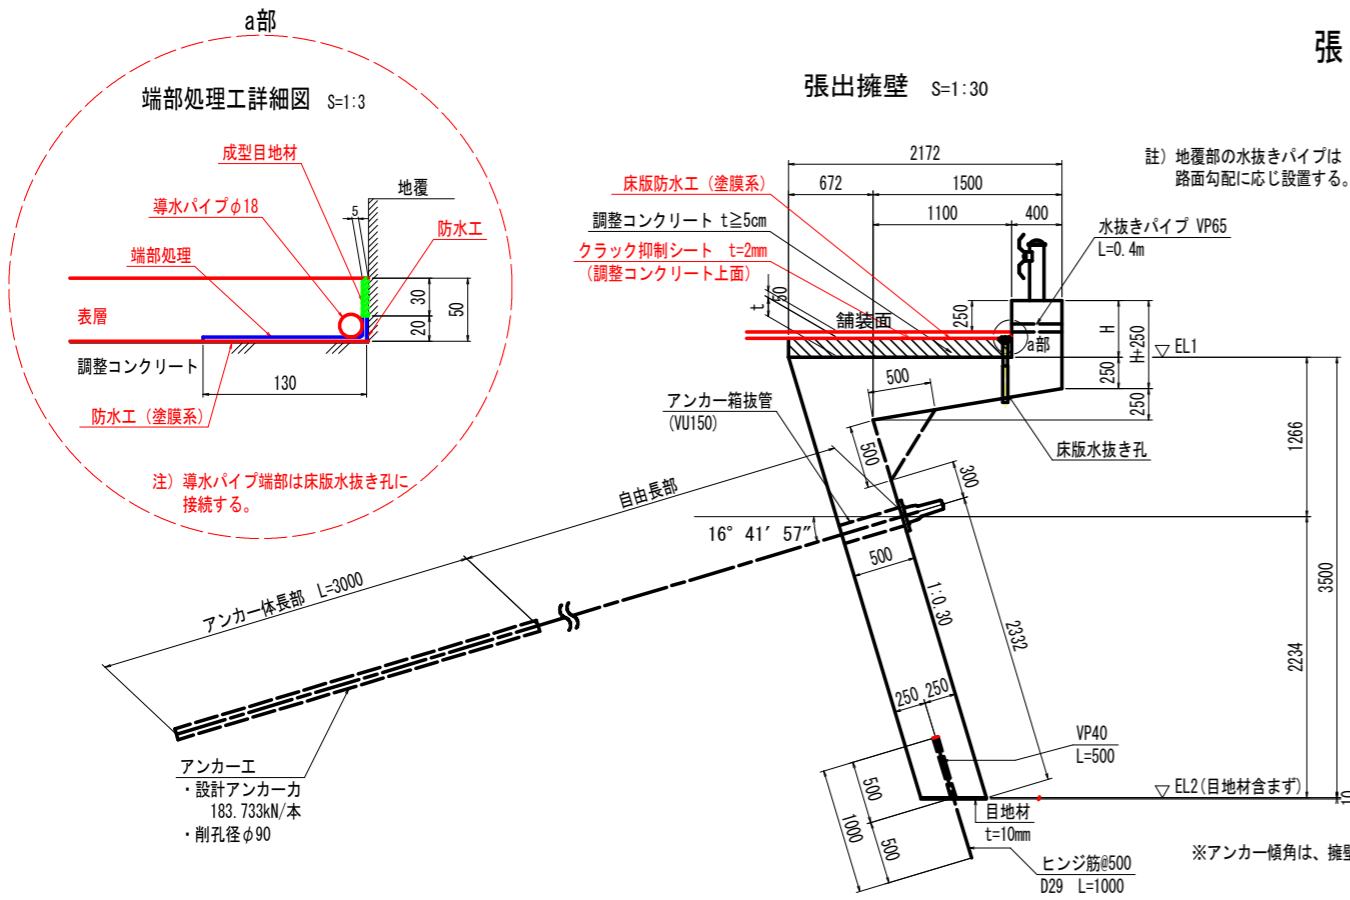 a部
端部処理工詳細図 S=1:3
成型目地材
地覆
5
導水パイプφ18
防水工
端部処理
30
50
20
表層
調整コンクリート
130
防水工（塗膜系）
注）導水パイプ端部は床版水抜き孔に
接続する。
張
張出擁壁 S=1:30
註）地覆部の水抜きパイプは
路面勾配に応じ設置する。
2172
672
1500
1100
400
床版防水工（塗膜系）
調整コンクリート t≧5cm
クラック抑制シート t=2mm
（調整コンクリート上面）
水抜きパイプ VP65
L=0.4m
50
t
舗装面
250
H
H+250
a部
250
250
▽ EL1
500
アンカー箱抜管
(VU150)
500
床版水抜き孔
300
1266
自由長部
16° 41′ 57″
500
1:0.30
3500
アンカー体長部 L=3000
2332
2234
250
250
アンカー工
・設計アンカー力
183.733kN/本
・削孔径φ90
VP40
L=500
500
1000
500
▽ EL2(目地材含まず)
10
目地材
t=10mm
ヒンジ筋@500
D29 L=1000
※アンカー傾角は、擁壁